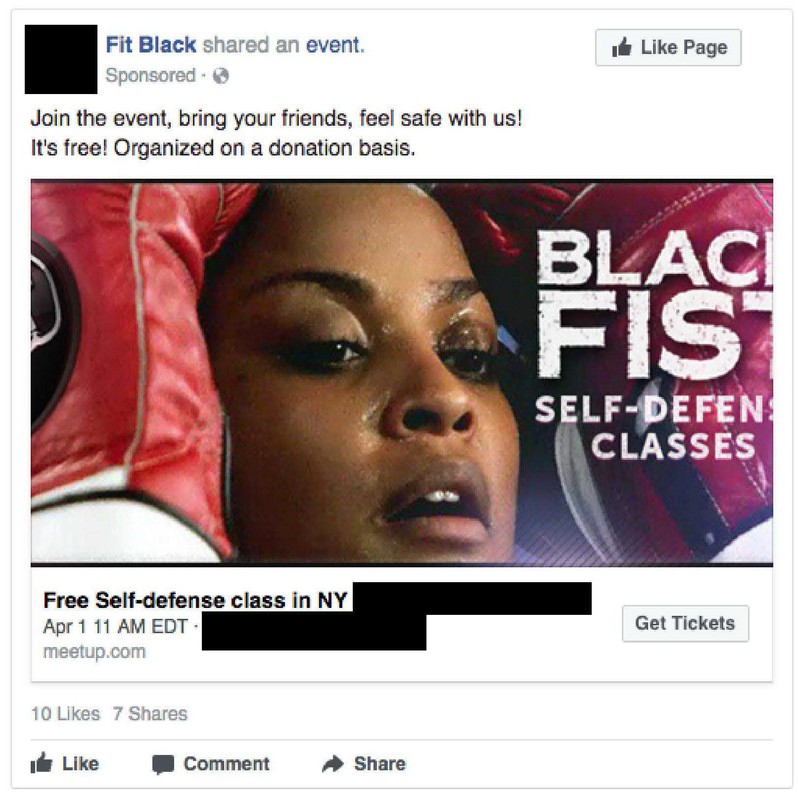 Fit Black shared an event.
Like Page
Sponsored ·
Join the event, bring your friends, feel safe with us!
It's free! Organized on a donation basis.
BLAC
FIST
SELF-DEFENS
CLASSES
Free Self-defense class in NY
Apr 1 11 AM EDT ·
meetup.com
Get Tickets
10 Likes 7 Shares
Like Comment Share